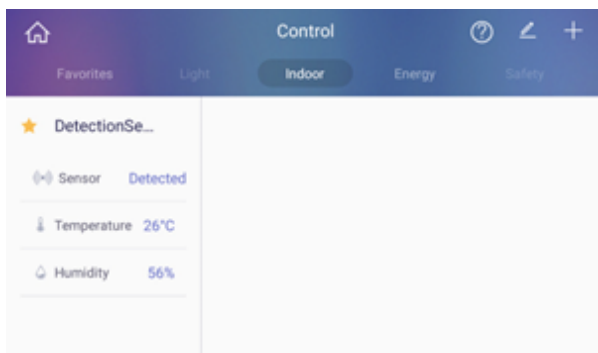 Control
Favorites Light Indoor Energy Safety
DetectionSe...
Sensor Detected
Temperature 26°C
Humidity 56%